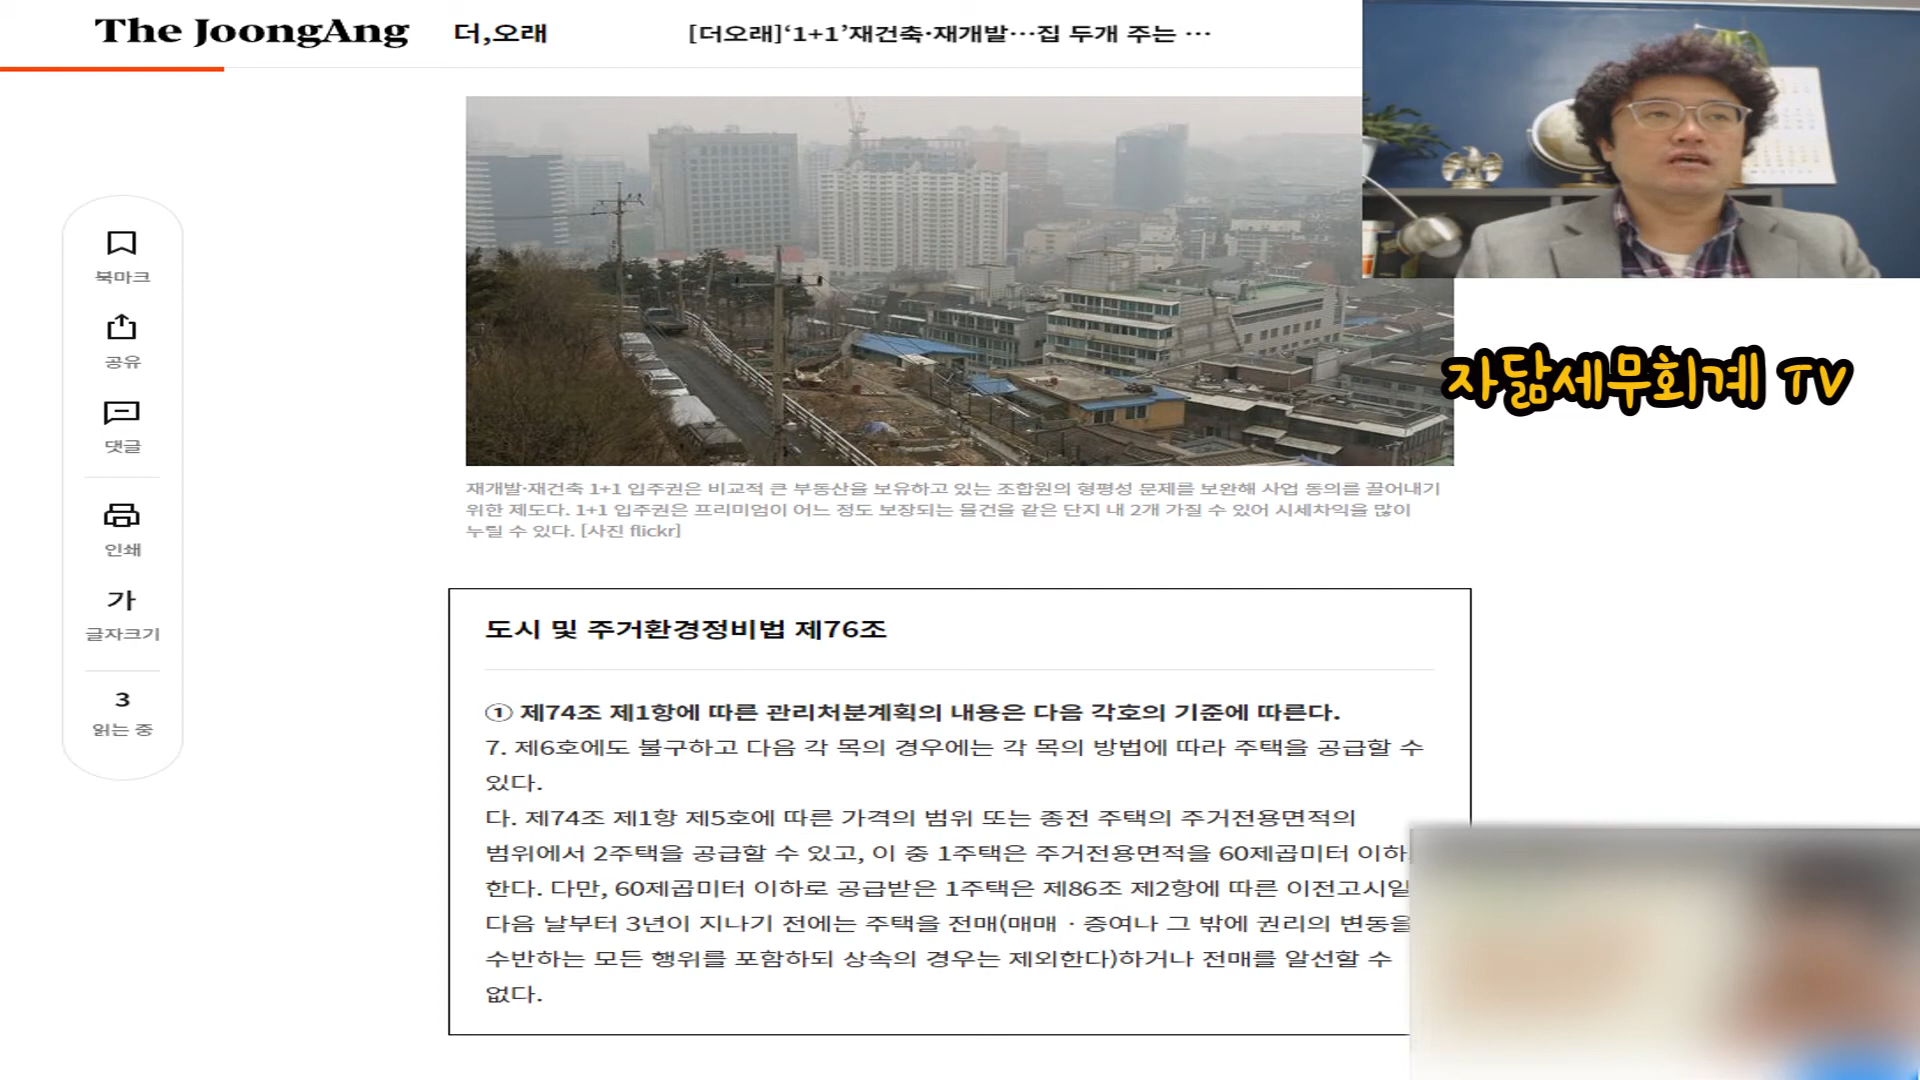 The JoongAng
더,오래
[더오래]‘1+1’재건축·재개발…집 두개 주는 …
북마크
공유
댓글
인쇄
가
글자크기
3
읽는 중
자닮세무회계 TV
재개발·재건축 1+1 입주권은 비교적 큰 부동산을 보유하고 있는 조합원의 형평성 문제를 보완해 사업 동의를 끌어내기
위한 제도다. 1+1 입주권은 프리미엄이 어느 정도 보장되는 물건을 같은 단지 내 2개 가질 수 있어 시세차익을 많이
누릴 수 있다. [사진 flickr]
도시 및 주거환경정비법 제76조
① 제74조 제1항에 따른 관리처분계획의 내용은 다음 각호의 기준에 따른다.
7. 제6호에도 불구하고 다음 각 목의 경우에는 각 목의 방법에 따라 주택을 공급할 수
있다.
다. 제74조 제1항 제5호에 따른 가격의 범위 또는 종전 주택의 주거전용면적의
범위에서 2주택을 공급할 수 있고, 이 중 1주택은 주거전용면적을 60제곱미터 이하
한다. 다만, 60제곱미터 이하로 공급받은 1주택은 제86조 제2항에 따른 이전고시일
다음 날부터 3년이 지나기 전에는 주택을 전매(매매 · 증여나 그 밖에 권리의 변동을
수반하는 모든 행위를 포함하되 상속의 경우는 제외한다)하거나 전매를 알선할 수
없다.